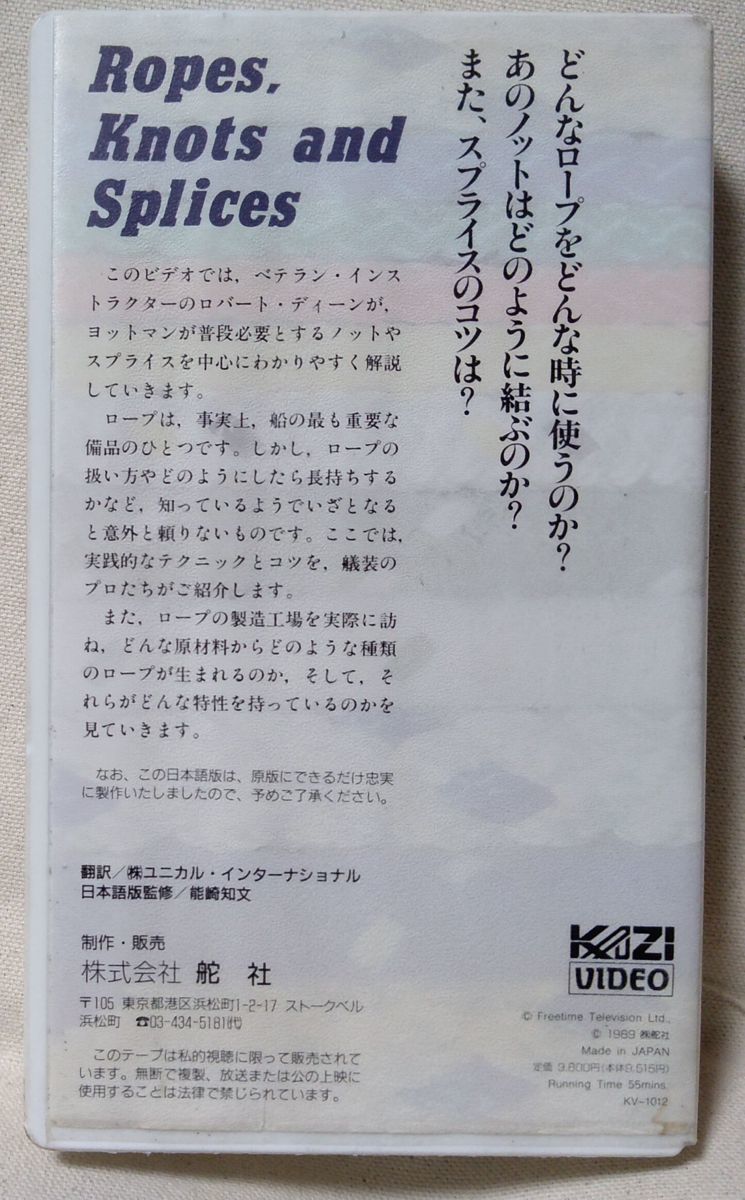 Ropes,
Knots and
Splices
どんなロープをどんな時に使うのか?
あのノットはどのように結ぶのか?
また、スプライスのコツは?
このビデオでは，ベテラン・インス
トラクターのロバート・ディーンが，
ヨットマンが普段必要とするノットや
スプライスを中心にわかりやすく解説
していきます。
ロープは，事実上，船の最も重要な
備品のひとつです。しかし，ロープの
扱い方やどのようにしたら長持ちする
かなど，知っているようでいざとなる
と意外と頼りないものです。ここでは，
実践的なテクニックとコツを，艤装の
プロたちがご紹介します。
また，ロープの製造工場を実際に訪
ね，どんな原材料からどのような種類
のロープが生まれるのか，そして，そ
れらがどんな特性を持っているのかを
見ていきます。
なお、この日本語版は、原版にできるだけ忠実
に製作いたしましたので、予めご了承ください。
翻訳／㈱ユニカル・インターナショナル
日本語版監修／能崎知文
制作・販売
株式会社 舵 社
〒105 東京都港区浜松町1-2-17 ストークベル
浜松町 ☎03-434-5181㈹
このテープは私的視聴に限って販売されて
います。無断で複製、放送または公の上映に
使用することは法律で禁じられています。
KAZI
VIDEO
© Freetime Television Ltd.,
© 1989 ㈱舵社
Made in JAPAN
定価 9,800円(本体9,515円)
Running Time 55mins.
KV-1012